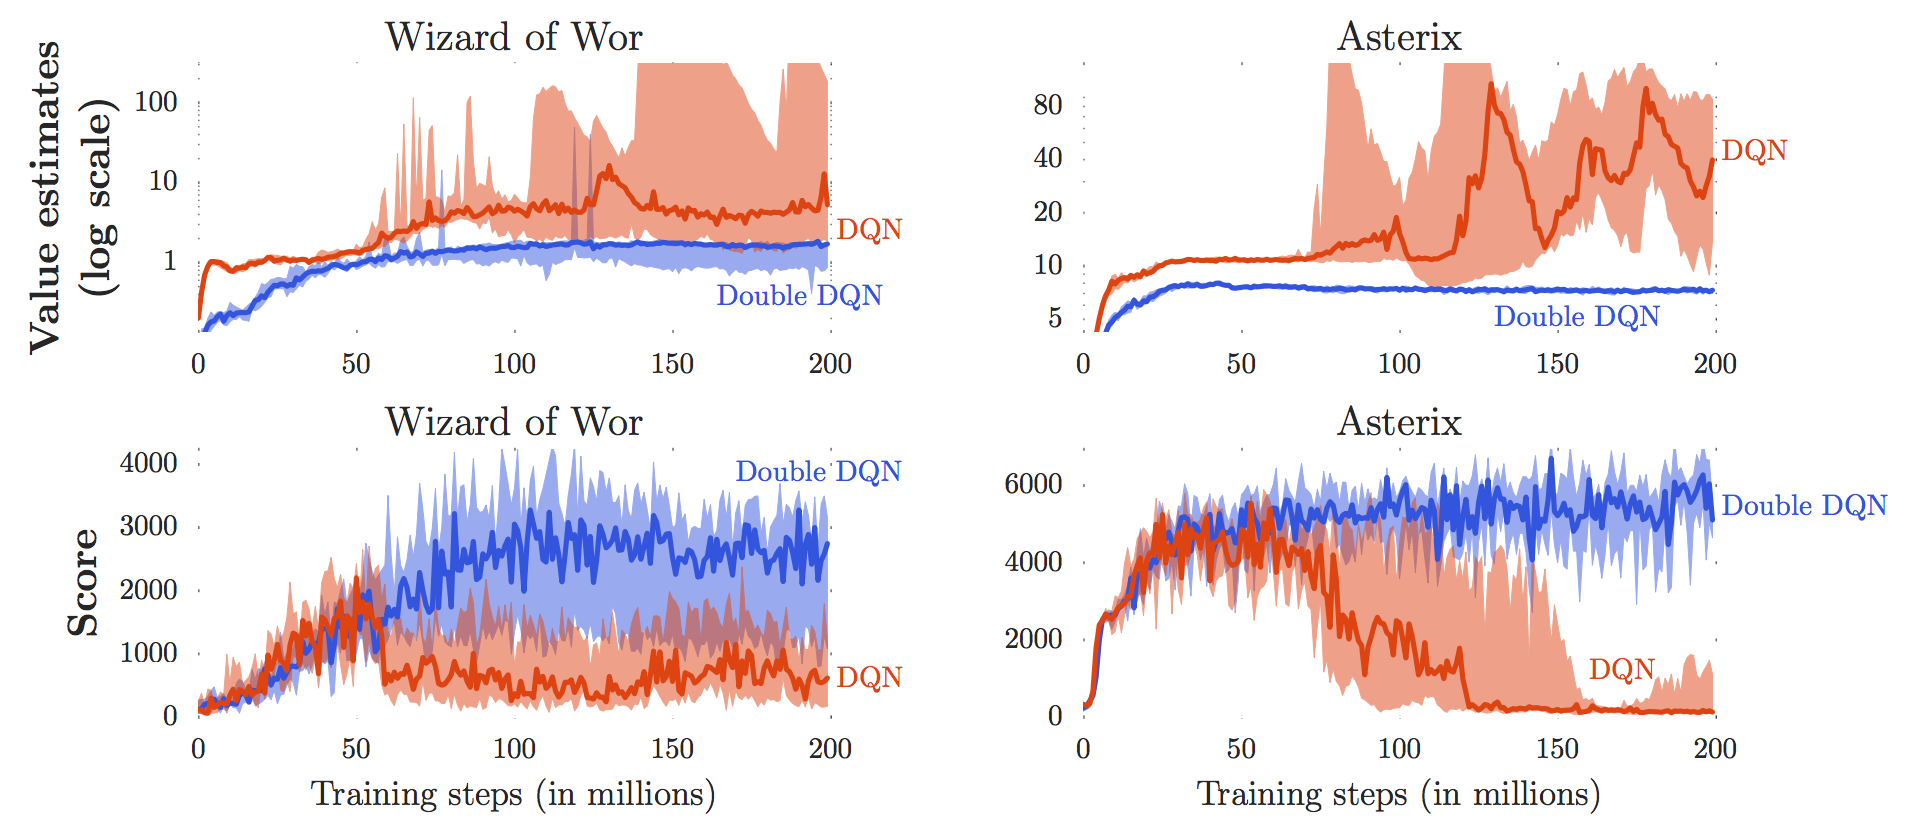 Wizard of Wor
Asterix
Value estimates
(log scale)
100
10
1
DQN
Double DQN
0 50 100 150 200
80
40
20
10
5
DQN
Double DQN
0 50 100 150 200
Wizard of Wor
Asterix
Score
4000
3000
2000
1000
0
Double DQN
DQN
0 50 100 150 200
Training steps (in millions)
6000
4000
2000
0
Double DQN
DQN
0 50 100 150 200
Training steps (in millions)